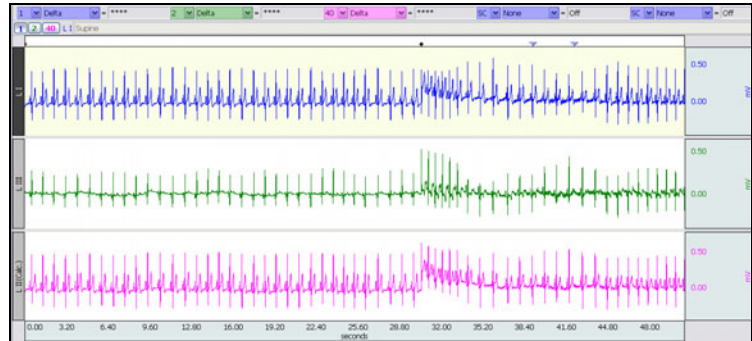 1 Delta = **** 2 Delta = **** 40 Delta = **** SC None = Off SC None = Off
1 2 40 L I Supine
L I
0.50
0.00
mV
L III
0.50
0.00
mV
L II(Calc.)
0.50
0.00
mV
0.00 3.20 6.40 9.60 12.80 16.00 19.20 22.40 25.60 28.80 32.00 35.20 38.40 41.60 44.80 48.00
seconds